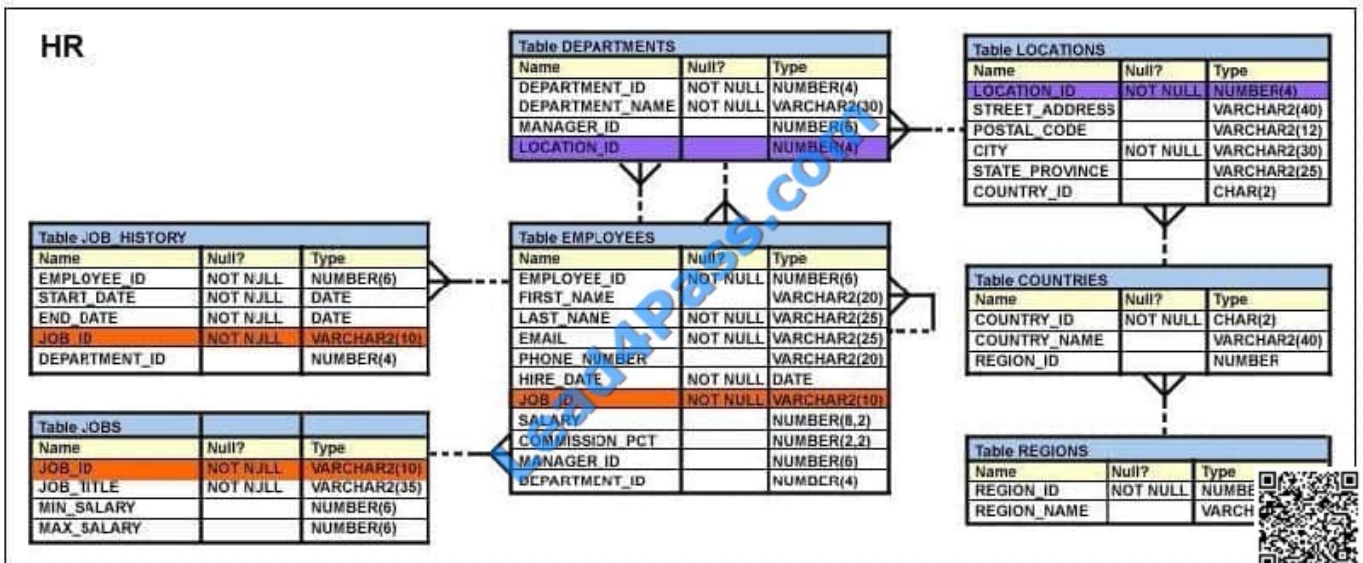 HR
Table DEPARTMENTS
Name Null? Type
DEPARTMENT_ID NOT NULL NUMBER(4)
DEPARTMENT_NAME NOT NULL VARCHAR2(30)
MANAGER_ID NUMBER(6)
LOCATION_ID NUMBER(4)
Table LOCATIONS
Name Null? Type
LOCATION_ID NOT NULL NUMBER(4)
STREET_ADDRESS VARCHAR2(40)
POSTAL_CODE VARCHAR2(12)
CITY NOT NULL VARCHAR2(30)
STATE_PROVINCE VARCHAR2(25)
COUNTRY_ID CHAR(2)
Table JOB_HISTORY
Name Null? Type
EMPLOYEE_ID NOT NULL NUMBER(6)
START_DATE NOT NULL DATE
END_DATE NOT NULL DATE
JOB_ID NOT NULL VARCHAR2(10)
DEPARTMENT_ID NUMBER(4)
Table EMPLOYEES
Name Null? Type
EMPLOYEE_ID NOT NULL NUMBER(6)
FIRST_NAME VARCHAR2(20)
LAST_NAME NOT NULL VARCHAR2(25)
EMAIL NOT NULL VARCHAR2(25)
PHONE_NUMBER VARCHAR2(20)
HIRE_DATE NOT NULL DATE
JOB_ID NOT NULL VARCHAR2(10)
SALARY NUMBER(8,2)
COMMISSION_PCT NUMBER(2,2)
MANAGER_ID NUMBER(6)
DEPARTMENT_ID NUMBER(4)
Table COUNTRIES
Name Null? Type
COUNTRY_ID NOT NULL CHAR(2)
COUNTRY_NAME VARCHAR2(40)
REGION_ID NUMBER
Table JOBS
Name Null? Type
JOB_ID NOT NULL VARCHAR2(10)
JOB_TITLE NOT NULL VARCHAR2(35)
MIN_SALARY NUMBER(6)
MAX_SALARY NUMBER(6)
Table REGIONS
Name Null? Type
REGION_ID NOT NULL NUMBE
REGION_NAME VARCH
Lead4Pass.com